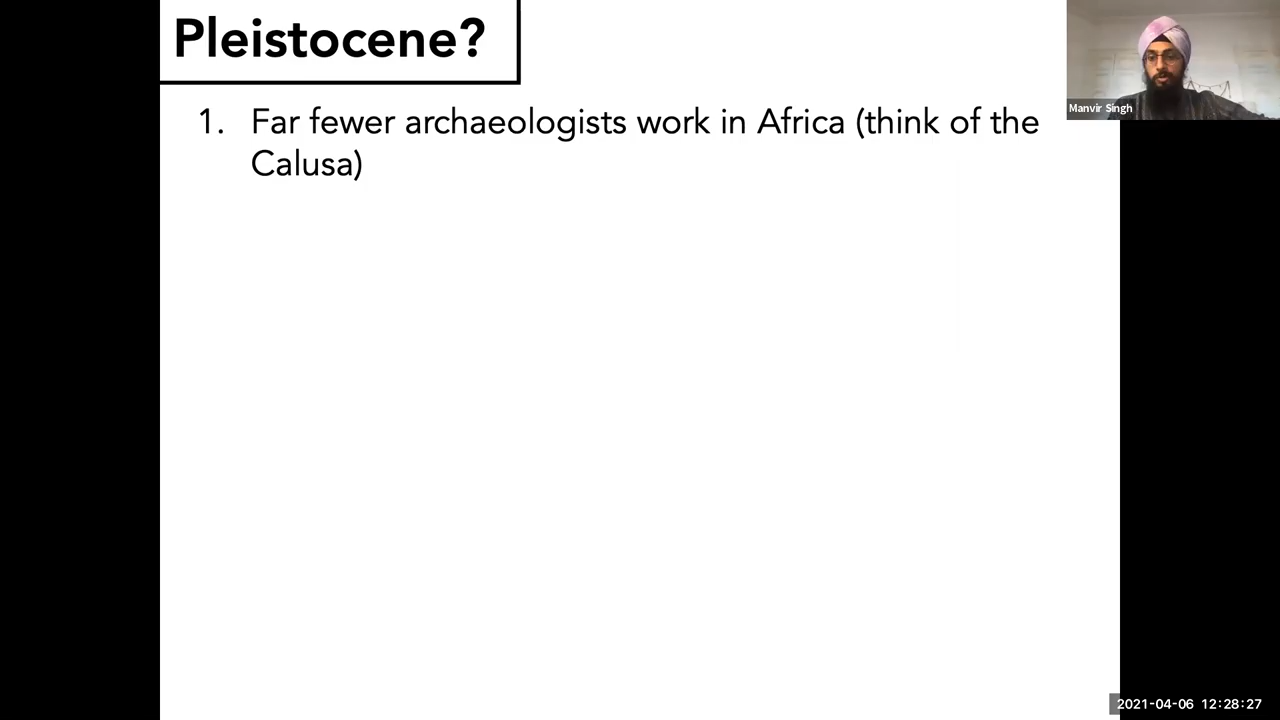 Pleistocene?
1. Far fewer archaeologists work in Africa (think of the
Calusa)
Manvir Singh
2021-04-06 12:28:27